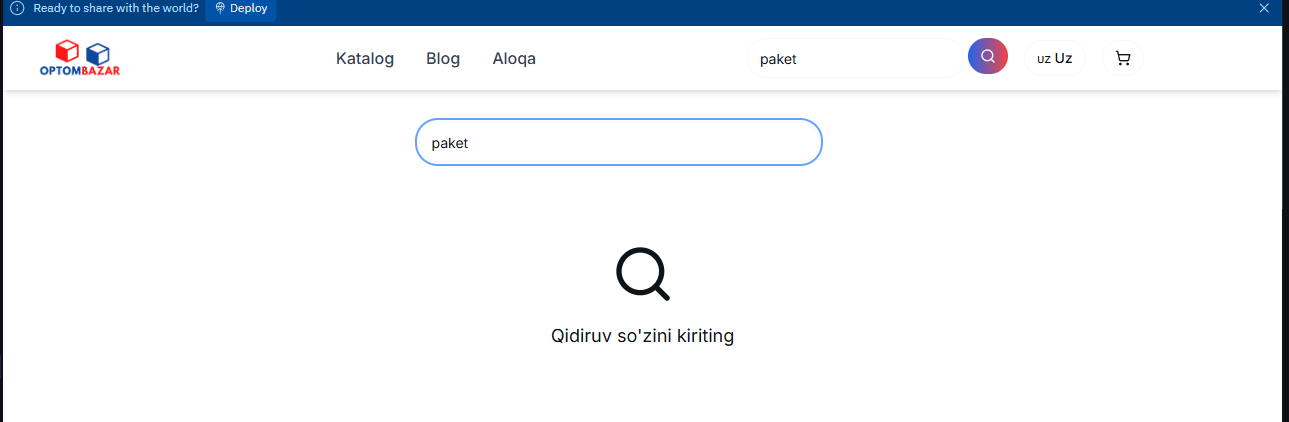 Ready to share with the world? Deploy
OPTOMBAZAR
Katalog Blog Aloqa paket uz Uz
paket
Qidiruv so'zini kiriting